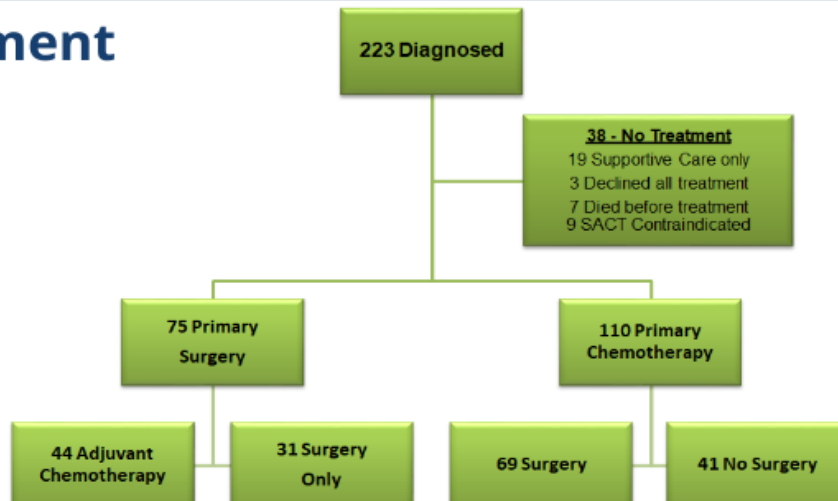 ment
223 Diagnosed
38 - No Treatment
19 Supportive Care only
3 Declined all treatment
7 Died before treatment
9 SACT Contraindicated
75 Primary
Surgery
110 Primary
Chemotherapy
44 Adjuvant
Chemotherapy
31 Surgery
Only
69 Surgery
41 No Surgery